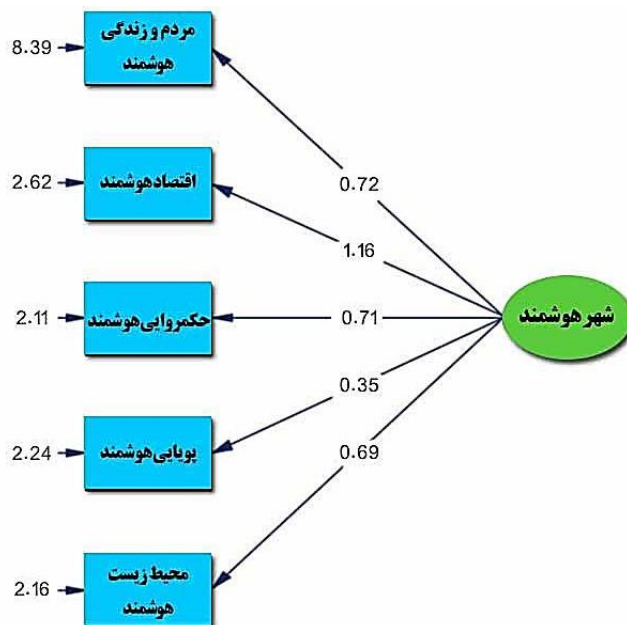 مردم و زندگی
هوشمند
8.39
0.72
اقتصاد هوشمند
2.62
1.16
حکمروایی هوشمند
2.11
0.71
شهر هوشمند
پویایی هوشمند
2.24
0.35
0.69
محیط زیست
هوشمند
2.16